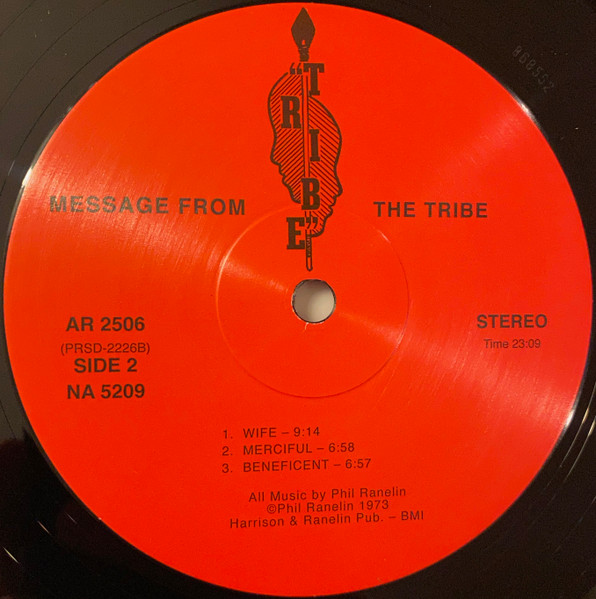 "TRIBE"
MESSAGE FROM THE TRIBE
AR 2506
(PRSD-2226B)
SIDE 2
NA 5209
STEREO
Time 23:09
1. WIFE – 9:14
2. MERCIFUL – 6:58
3. BENEFICENT – 6:57
All Music by Phil Ranelin
©Phil Ranelin 1973
Harrison & Ranelin Pub. – BMI